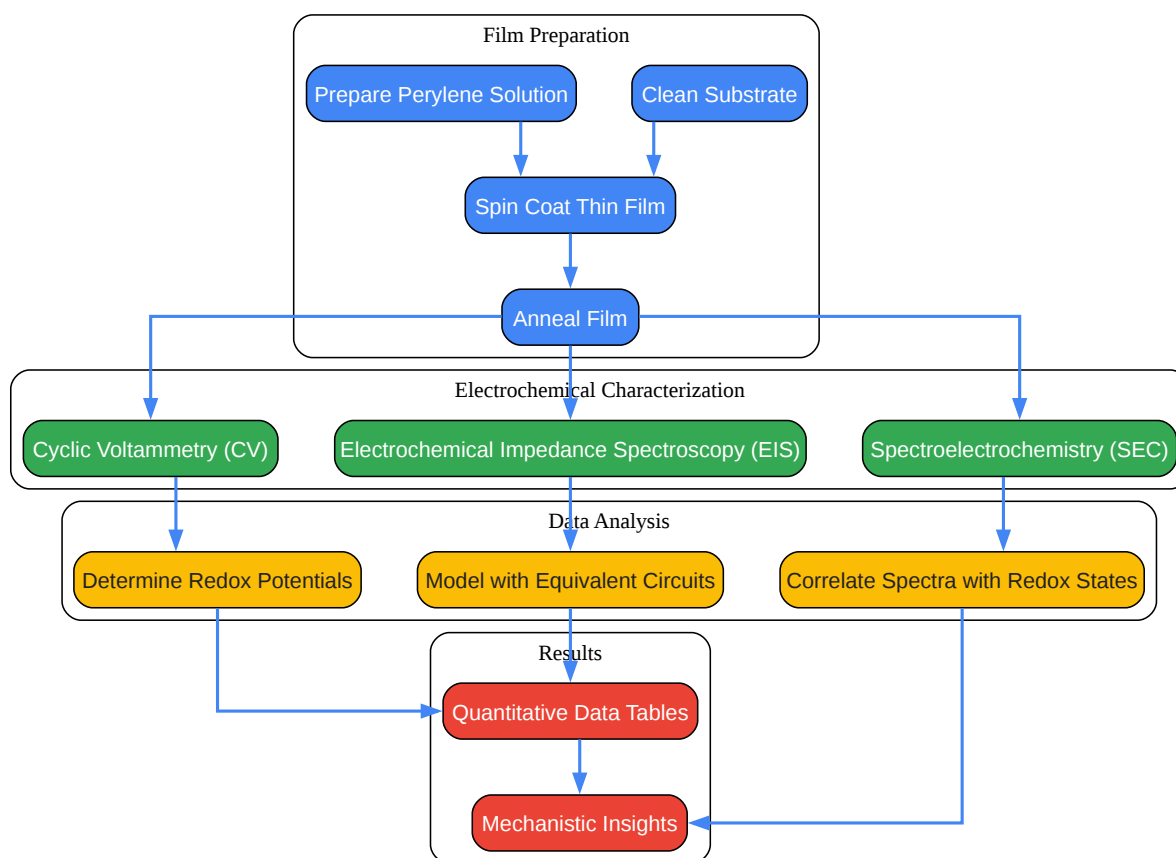 Film Preparation
Prepare Perylene Solution
Clean Substrate
Spin Coat Thin Film
Anneal Film
Electrochemical Characterization
Cyclic Voltammetry (CV)
Electrochemical Impedance Spectroscopy (EIS)
Spectroelectrochemistry (SEC)
Data Analysis
Determine Redox Potentials
Model with Equivalent Circuits
Correlate Spectra with Redox States
Results
Quantitative Data Tables
Mechanistic Insights